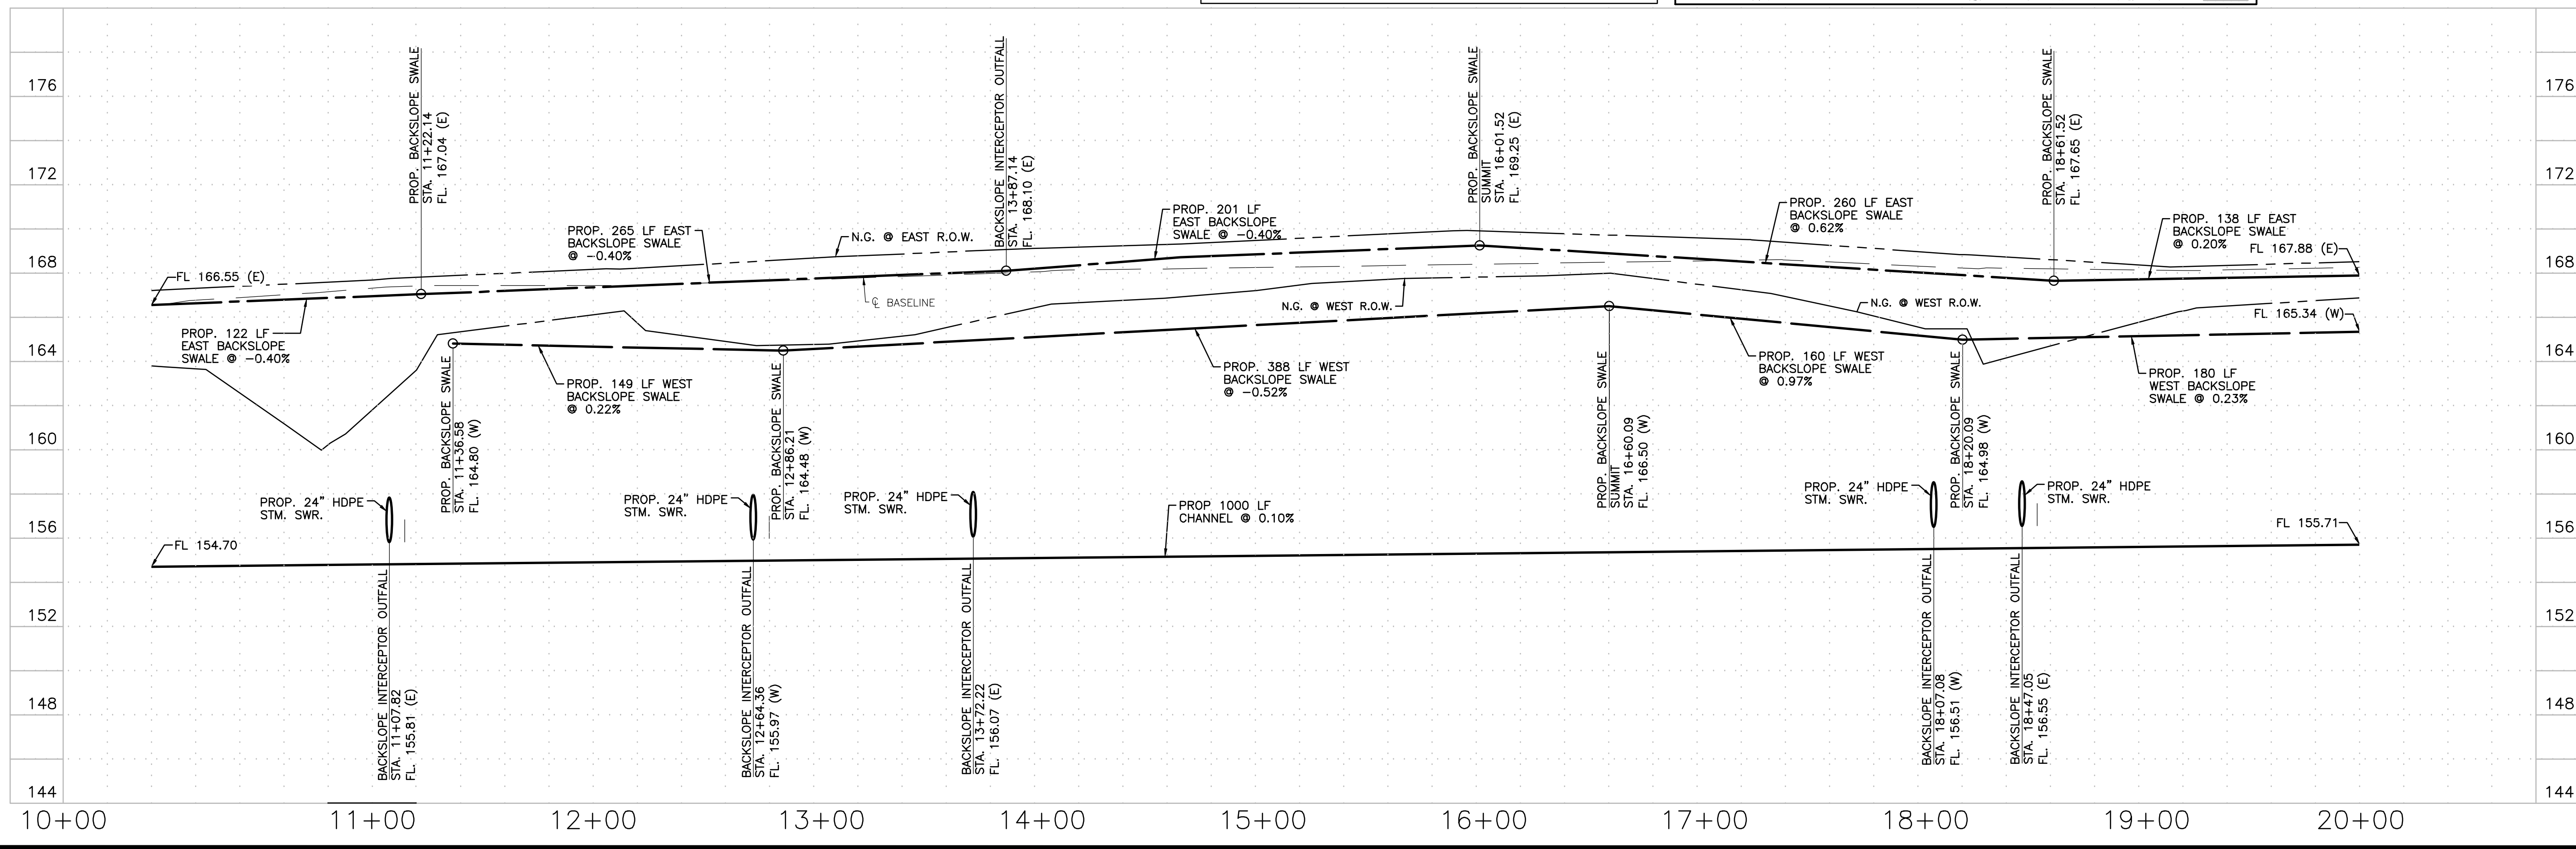 PROP. BACKSLOPE SWALE
STA. 11+22.14
FL. 167.04 (E)
BACKSLOPE INTERCEPTOR OUTFALL
STA. 13+87.14
FL. 168.10 (E)
PROP. BACKSLOPE SWALE
SUMMIT
STA. 16+01.52
FL. 169.25 (E)
PROP. BACKSLOPE SWALE
STA. 18+61.52
FL. 167.65 (E)
176
176
172
172
168
168
164
164
160
160
156
156
152
152
148
148
144
144
FL 166.55 (E)
PROP. 122 LF
EAST BACKSLOPE
SWALE @ -0.40%
PROP. 265 LF EAST
BACKSLOPE SWALE
@ -0.40%
N.G. @ EAST R.O.W.
℄ BASELINE
PROP. 201 LF
EAST BACKSLOPE
SWALE @ -0.40%
N.G. @ WEST R.O.W.
PROP. 260 LF EAST
BACKSLOPE SWALE
@ 0.62%
N.G. @ WEST R.O.W.
PROP. 138 LF EAST
BACKSLOPE SWALE
@ 0.20%
FL 167.88 (E)
FL 165.34 (W)
PROP. BACKSLOPE SWALE
STA. 11+36.58
FL. 164.80 (W)
PROP. 149 LF WEST
BACKSLOPE SWALE
@ 0.22%
PROP. BACKSLOPE SWALE
STA. 12+86.21
FL. 164.48 (W)
PROP. 388 LF WEST
BACKSLOPE SWALE
@ -0.52%
PROP. BACKSLOPE SWALE
SUMMIT
STA. 16+60.09
FL. 166.50 (W)
PROP. 160 LF WEST
BACKSLOPE SWALE
@ 0.97%
PROP. BACKSLOPE SWALE
STA. 18+20.09
FL. 164.98 (W)
PROP. 180 LF
WEST BACKSLOPE
SWALE @ 0.23%
PROP. 24" HDPE
STM. SWR.
PROP. 24" HDPE
STM. SWR.
PROP. 24" HDPE
STM. SWR.
PROP 1000 LF
CHANNEL @ 0.10%
PROP. 24" HDPE
STM. SWR.
PROP. 24" HDPE
STM. SWR.
FL 154.70
FL 155.71
BACKSLOPE INTERCEPTOR OUTFALL
STA. 11+07.82
FL. 155.81 (E)
BACKSLOPE INTERCEPTOR OUTFALL
STA. 12+64.36
FL. 155.97 (W)
BACKSLOPE INTERCEPTOR OUTFALL
STA. 13+72.22
FL. 156.07 (E)
BACKSLOPE INTERCEPTOR OUTFALL
STA. 18+07.08
FL. 156.51 (W)
BACKSLOPE INTERCEPTOR OUTFALL
STA. 18+47.05
FL. 156.55 (E)
10+00
11+00
12+00
13+00
14+00
15+00
16+00
17+00
18+00
19+00
20+00